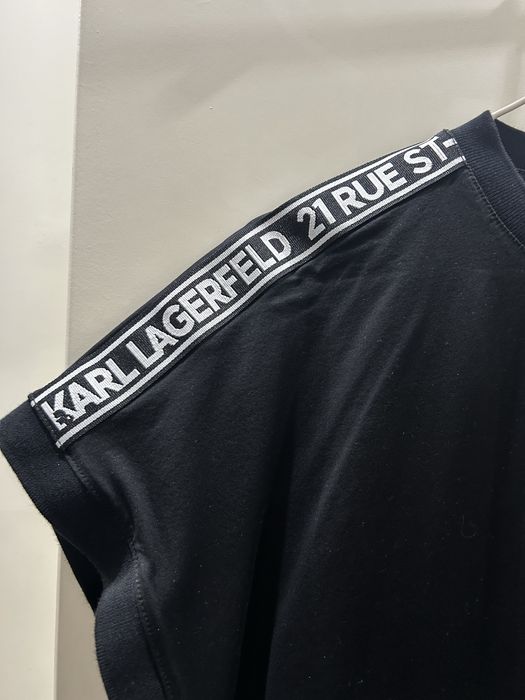 KARL LAGERFELD 21 RUE ST-